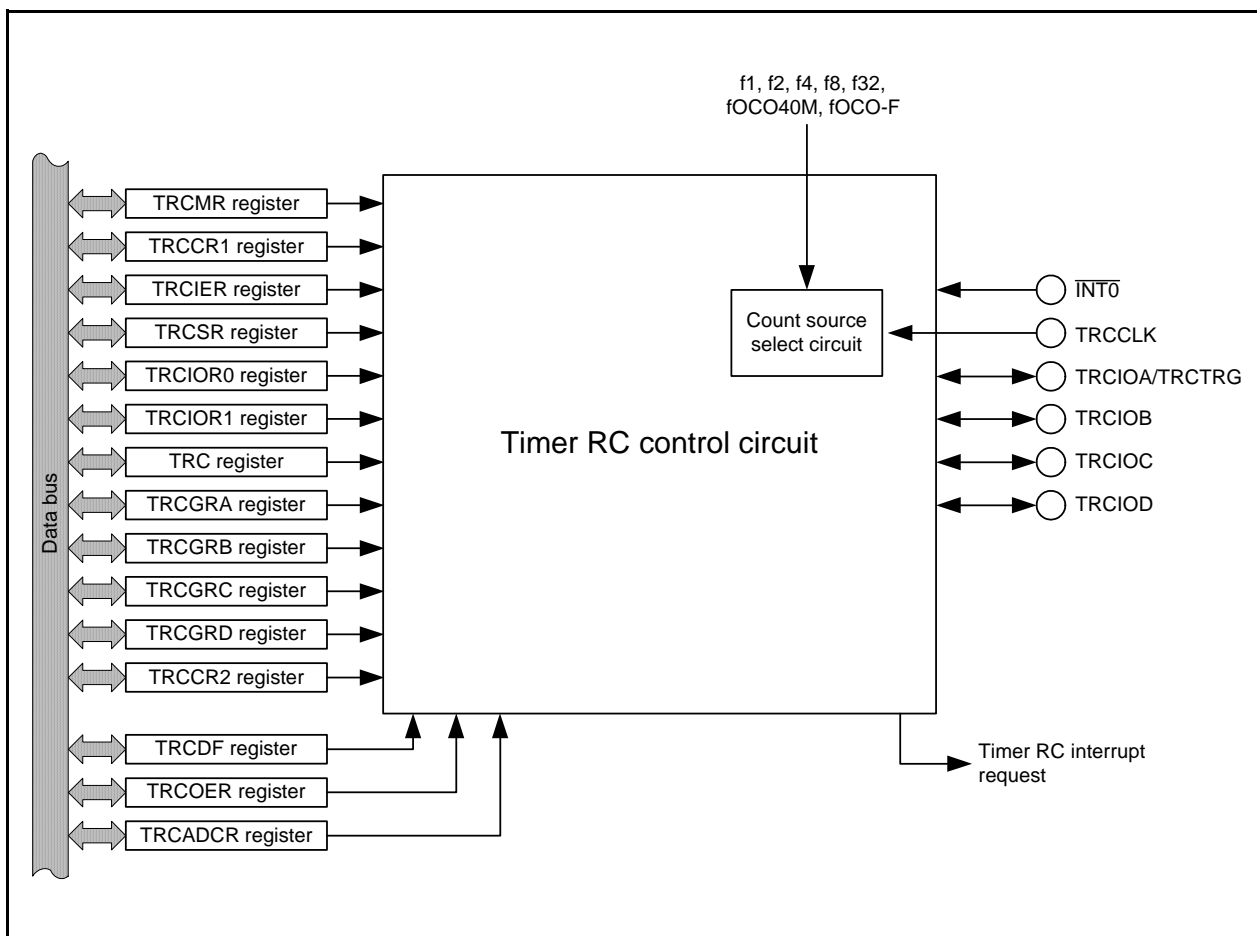 f1, f2, f4, f8, f32,
fOCO40M, fOCO-F
Data bus
TRCMR register
TRCCR1 register
TRCIER register
TRCSR register
TRCIOR0 register
TRCIOR1 register
TRC register
TRCGRA register
TRCGRB register
TRCGRC register
TRCGRD register
TRCCR2 register
TRCDF register
TRCOER register
TRCADCR register
Timer RC control circuit
Count source
select circuit
INT0
TRCCLK
TRCIOA/TRCTRG
TRCIOB
TRCIOC
TRCIOD
Timer RC interrupt
request